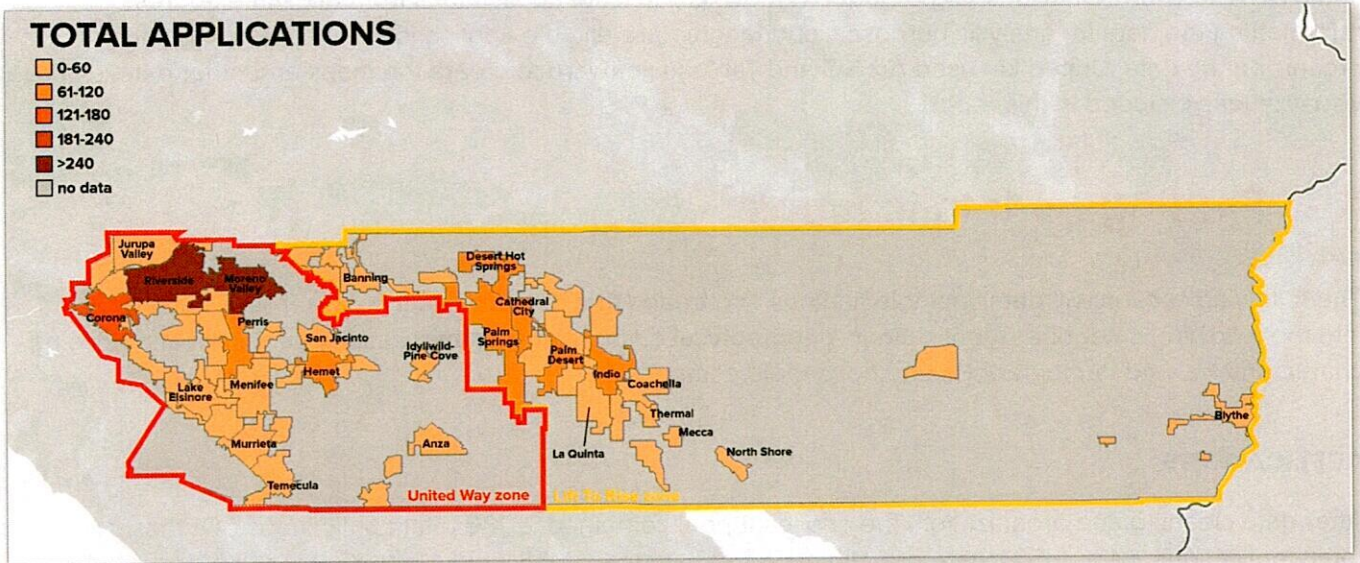 TOTAL APPLICATIONS
0-60
61-120
121-180
181-240
>240
no data
Jurupa
Valley
Riverside
Moreno
Valley
Corona
Perris
San Jacinto
Hemet
Idyllwild-
Pine Cove
Lake
Elsinore
Menifee
Murrieta
Temecula
Anza
Banning
Desert Hot
Springs
Cathedral
City
Palm
Springs
Palm
Desert
Indio
Coachella
Thermal
Mecca
La Quinta
North Shore
Blythe
United Way zone
Lift To Rise zone